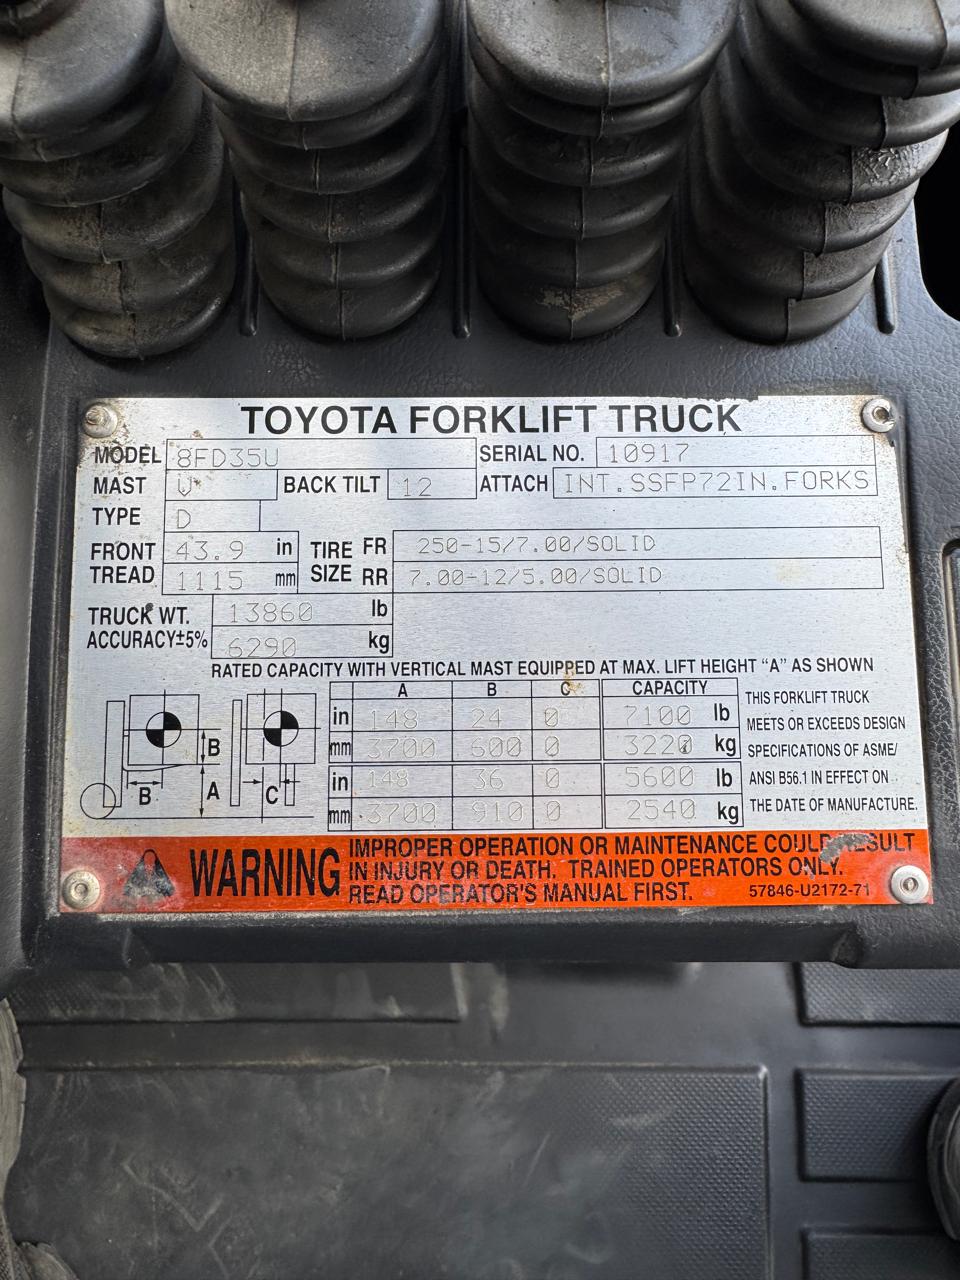 TOYOTA FORKLIFT TRUCK
MODEL 8FD35U SERIAL NO. 10917
MAST V BACK TILT 12 ATTACH INT.SSFP72IN.FORKS
TYPE D
FRONT TREAD 43.9 in TIRE SIZE FR 250-15/7.00/SOLID
1115 mm RR 7.00-12/5.00/SOLID
TRUCK WT. 13860 lb
ACCURACY±5% 6290 kg
RATED CAPACITY WITH VERTICAL MAST EQUIPPED AT MAX. LIFT HEIGHT “A” AS SHOWN
A B C CAPACITY
in 148 24 0 7100 lb
mm 3700 600 0 3220 kg
in 148 36 0 5600 lb
mm 3700 910 0 2540 kg
B B A C
THIS FORKLIFT TRUCK
MEETS OR EXCEEDS DESIGN
SPECIFICATIONS OF ASME/
ANSI B56.1 IN EFFECT ON
THE DATE OF MANUFACTURE.
WARNING
IMPROPER OPERATION OR MAINTENANCE COULD RESULT
IN INJURY OR DEATH. TRAINED OPERATORS ONLY.
READ OPERATOR'S MANUAL FIRST.
57846-U2172-71